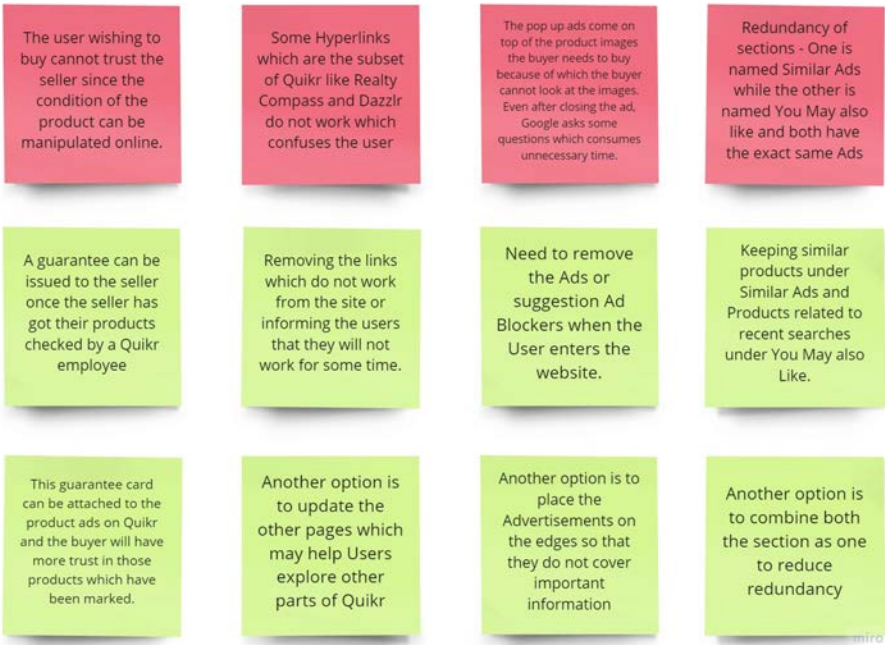 The user wishing to
buy cannot trust the
seller since the
condition of the
product can be
manipulated online.
Some Hyperlinks
which are the subset
of Quikr like Realty
Compass and Dazzlr
do not work which
confuses the user
The pop up ads come on
top of the product images
the buyer needs to buy
because of which the buyer
cannot look at the images.
Even after closing the ad,
Google asks some
questions which consumes
unnecessary time.
Redundancy of
sections - One is
named Similar Ads
while the other is
named You May also
like and both have
the exact same Ads
A guarantee can be
issued to the seller
once the seller has
got their products
checked by a Quikr
employee
Removing the links
which do not work
from the site or
informing the users
that they will not
work for some time.
Need to remove
the Ads or
suggestion Ad
Blockers when the
User enters the
website.
Keeping similar
products under
Similar Ads and
Products related to
recent searches
under You May also
Like.
This guarantee card
can be attached to the
product ads on Quikr
and the buyer will have
more trust in those
products which have
been marked.
Another option is
to update the
other pages which
may help Users
explore other
parts of Quikr
Another option is to
place the
Advertisements on
the edges so that
they do not cover
important
information
Another option is
to combine both
the section as one
to reduce
redundancy
miro